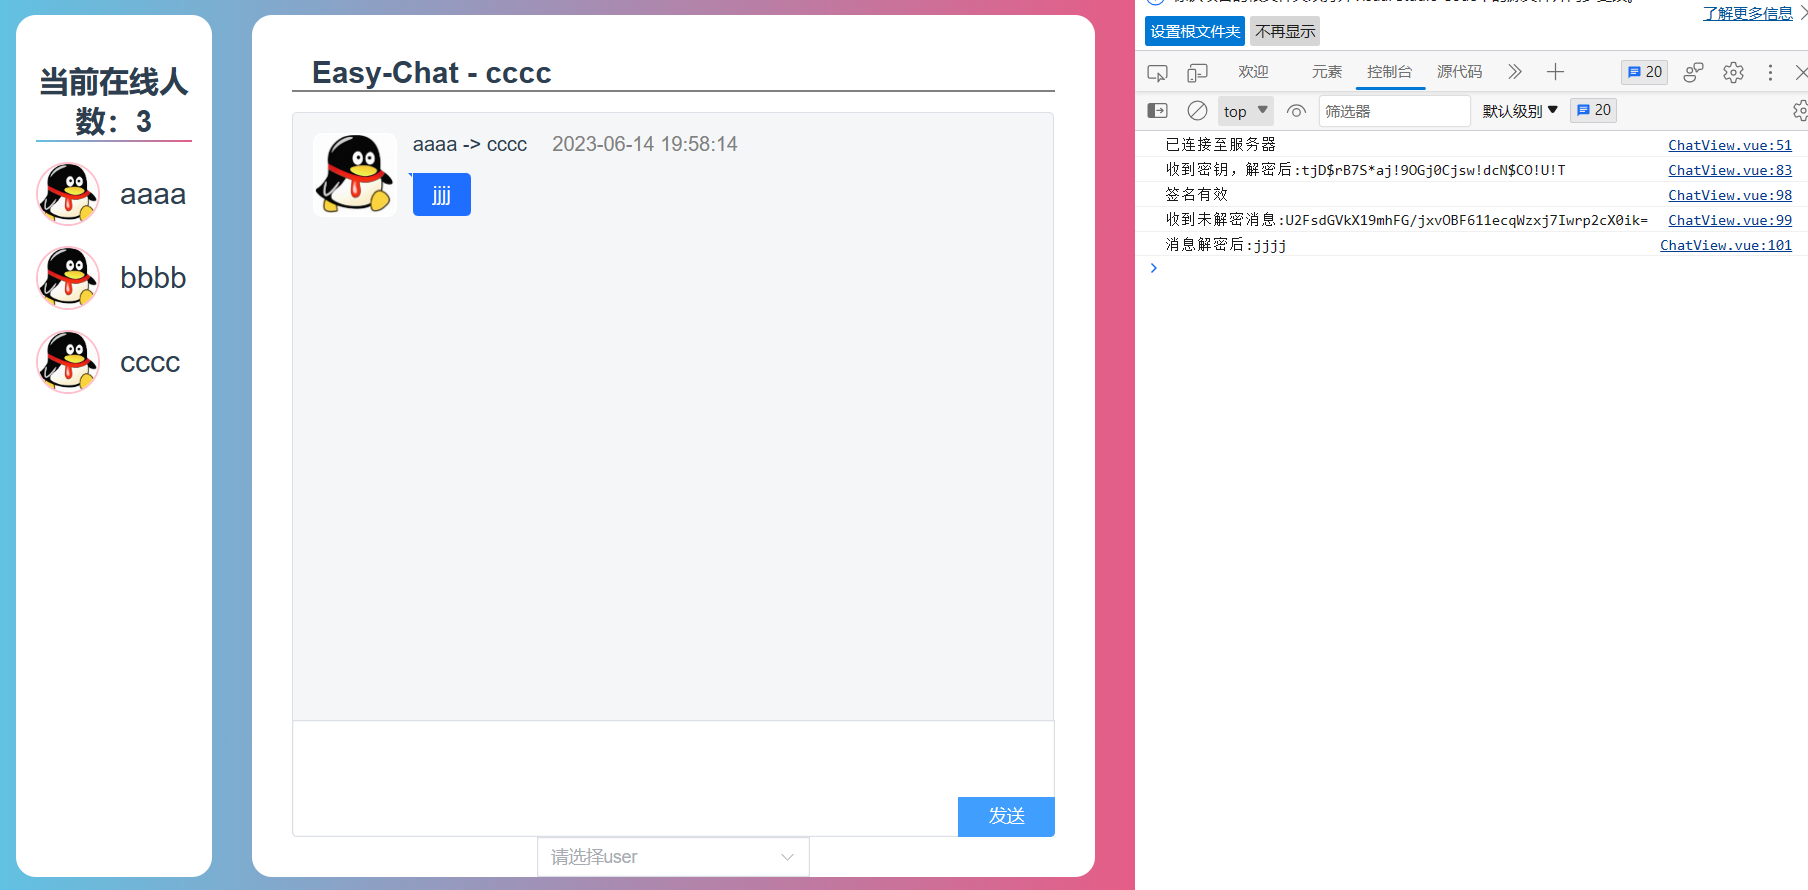 当前在线人
数：3
aaaa
bbbb
cccc
Easy-Chat - cccc
aaaa -> cccc 2023-06-14 19:58:14
jjjj
发送
请选择user
了解更多信息
设置根文件夹 不再显示
欢迎 元素 控制台 源代码 20
top 筛选器 默认级别 20
已连接至服务器 ChatView.vue:51
收到密钥，解密后:tjD$rB7S*aj!9OGj0Cjsw!dcN$CO!U!T ChatView.vue:83
签名有效 ChatView.vue:98
收到未解密消息:U2FsdGVkX19mhFG/jxvOBF611ecqWzxj7Iwrp2cX0ik= ChatView.vue:99
消息解密后:jjjj ChatView.vue:101